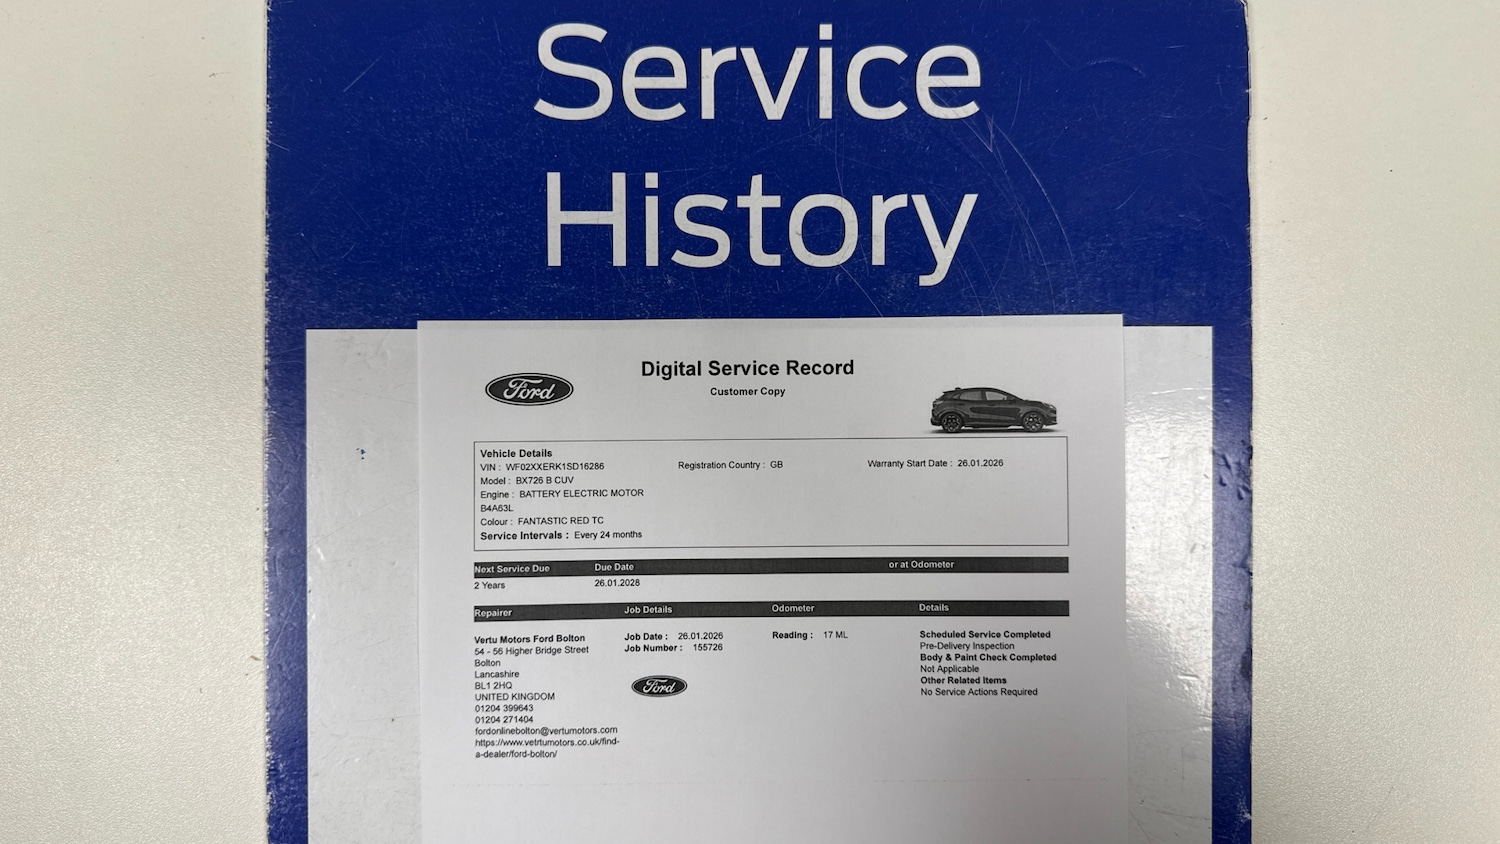 Service
History
Ford
Digital Service Record
Customer Copy
Vehicle Details
VIN : WF02XXERK1SD16286
Registration Country : GB
Warranty Start Date : 26.01.2026
Model : BX726 B CUV
Engine : BATTERY ELECTRIC MOTOR
B4A63L
Colour : FANTASTIC RED TC
Service Intervals : Every 24 months
Next Service Due Due Date or at Odometer
2 Years 26.01.2028
Repairer Job Details Odometer Details
Vertu Motors Ford Bolton
54 - 56 Higher Bridge Street
Bolton
Lancashire
BL1 2HQ
UNITED KINGDOM
01204 399643
01204 271404
fordonlinebolton@vertumotors.com
https://www.vetrtumotors.co.uk/find-
a-dealer/ford-bolton/
Job Date : 26.01.2026
Job Number : 155726
Ford
Reading : 17 ML
Scheduled Service Completed
Pre-Delivery Inspection
Body & Paint Check Completed
Not Applicable
Other Related Items
No Service Actions Required